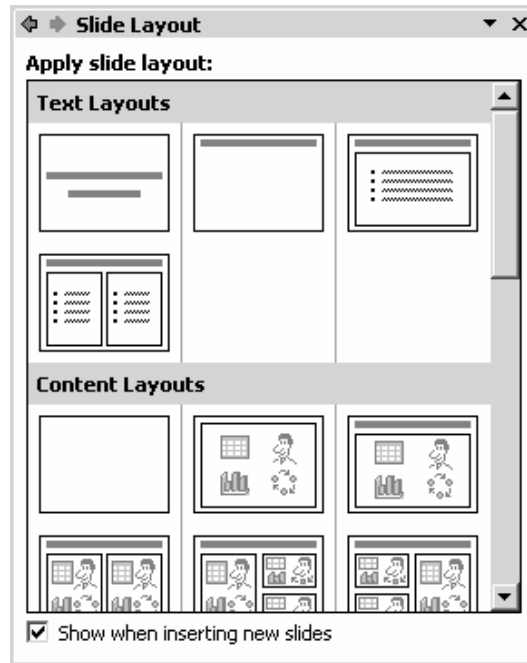 Slide Layout
Apply slide layout:
Text Layouts
Content Layouts
Show when inserting new slides